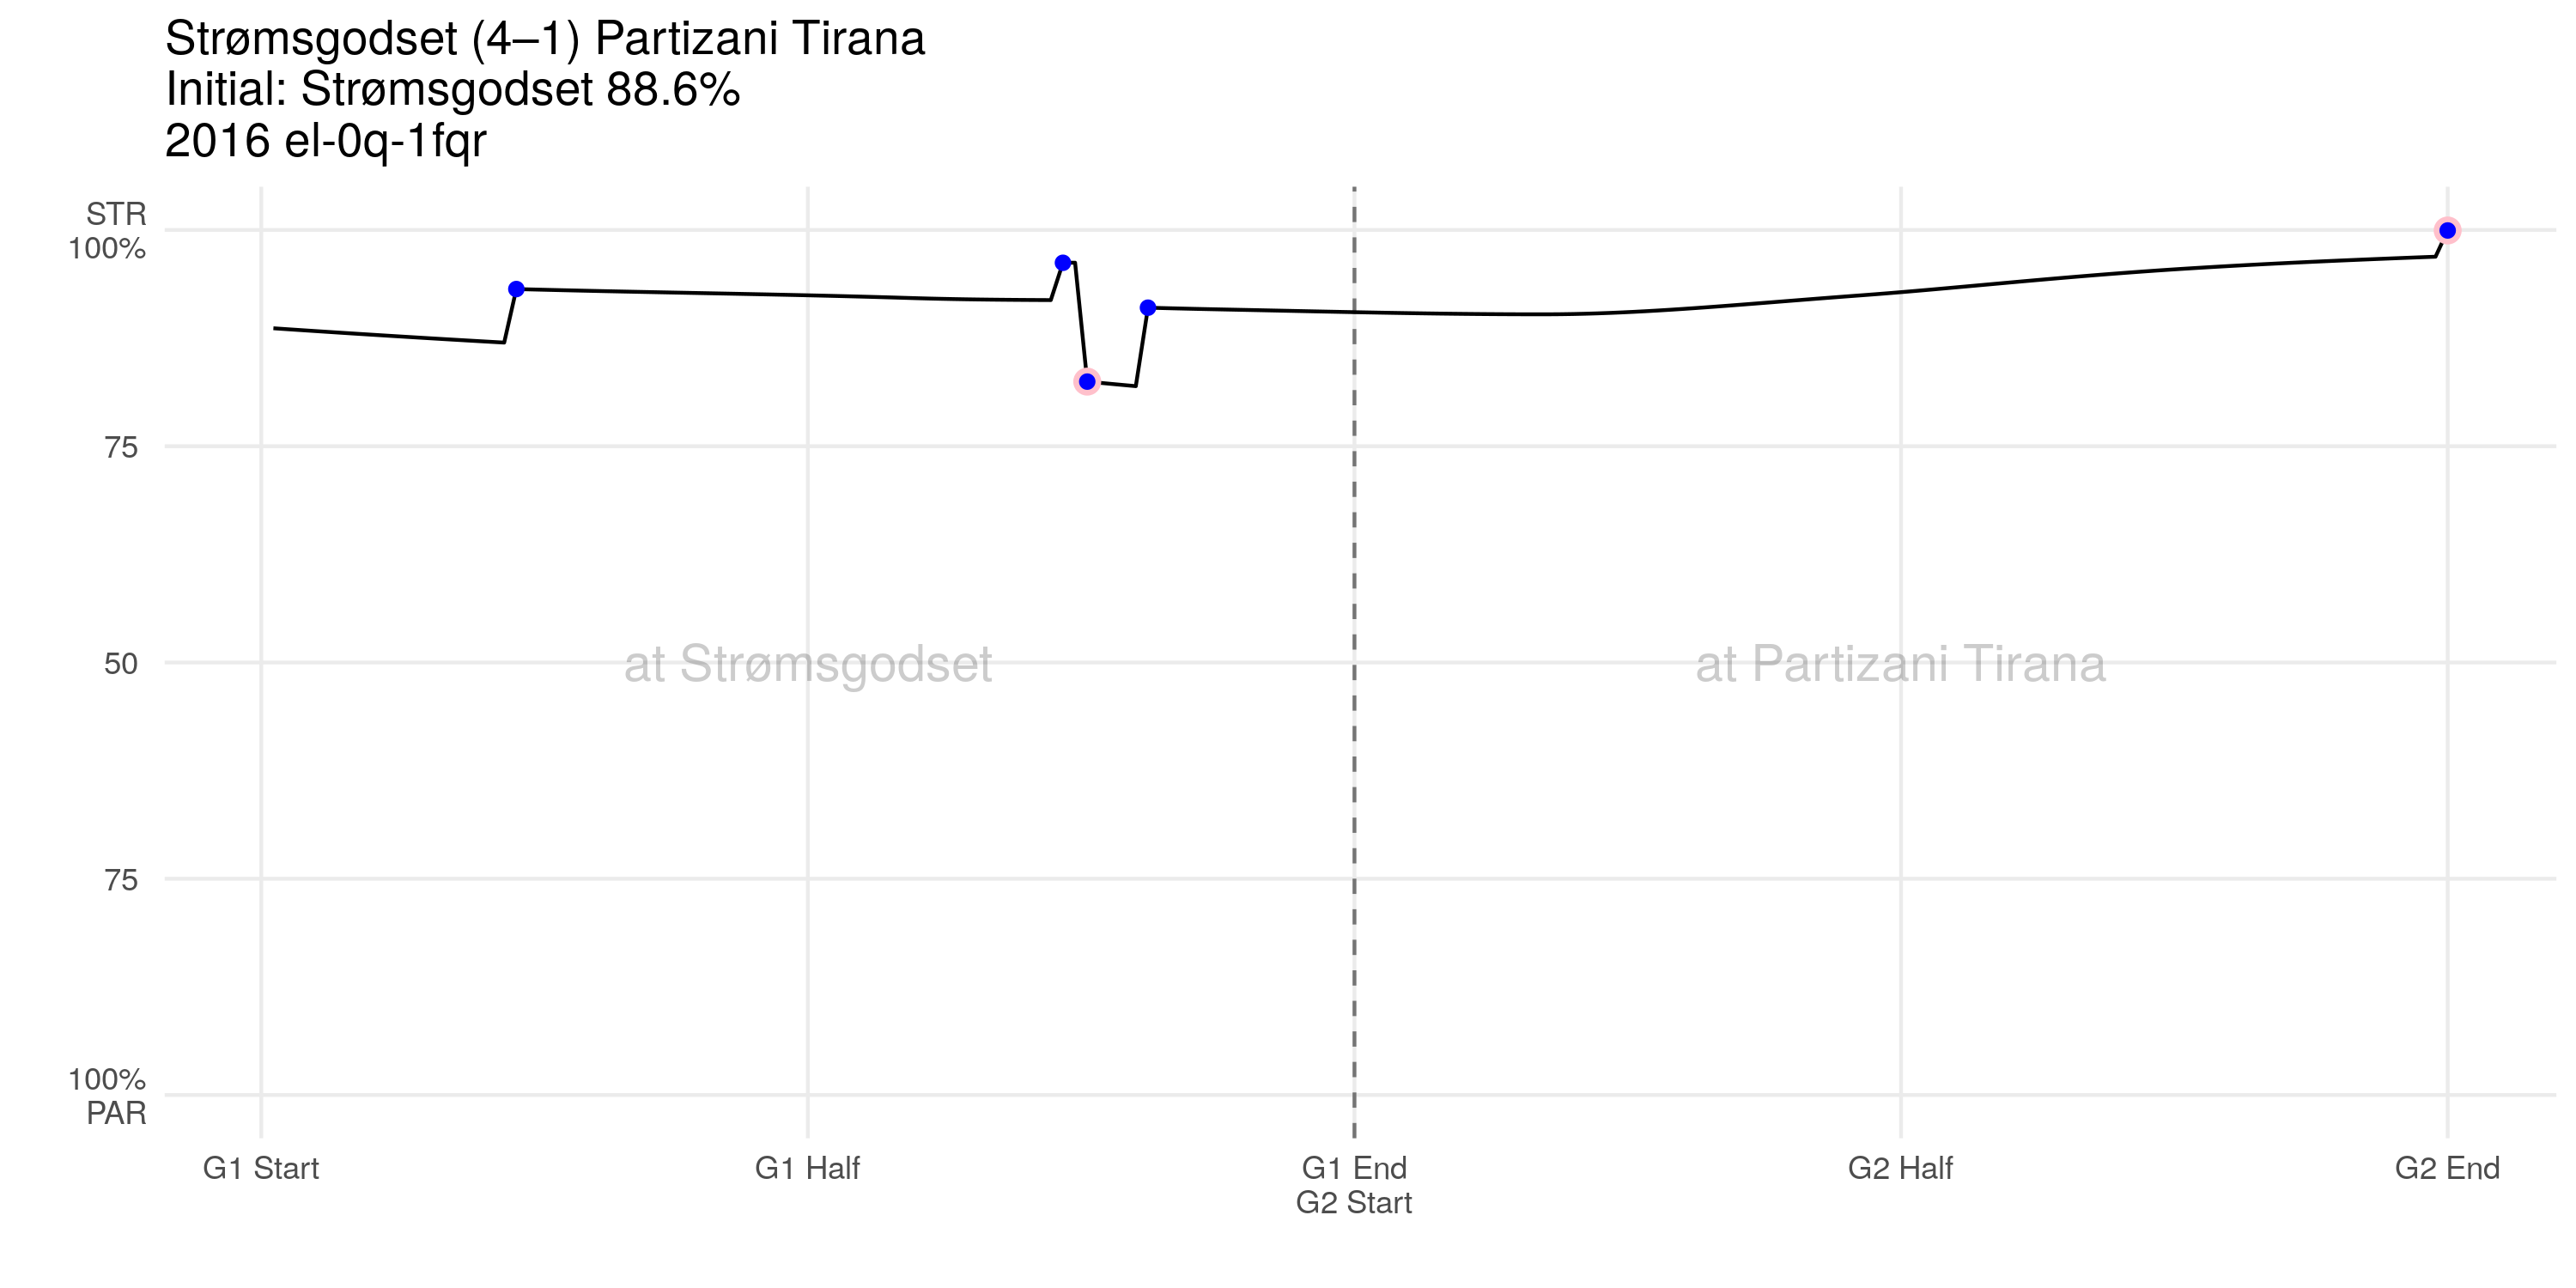 Strømsgodset (4–1) Partizani Tirana
Initial: Strømsgodset 88.6%
2016 el-0q-1fqr
STR
100%
75
50
75
100%
PAR
at Strømsgodset
at Partizani Tirana
G1 Start
G1 Half
G1 End
G2 Start
G2 Half
G2 End